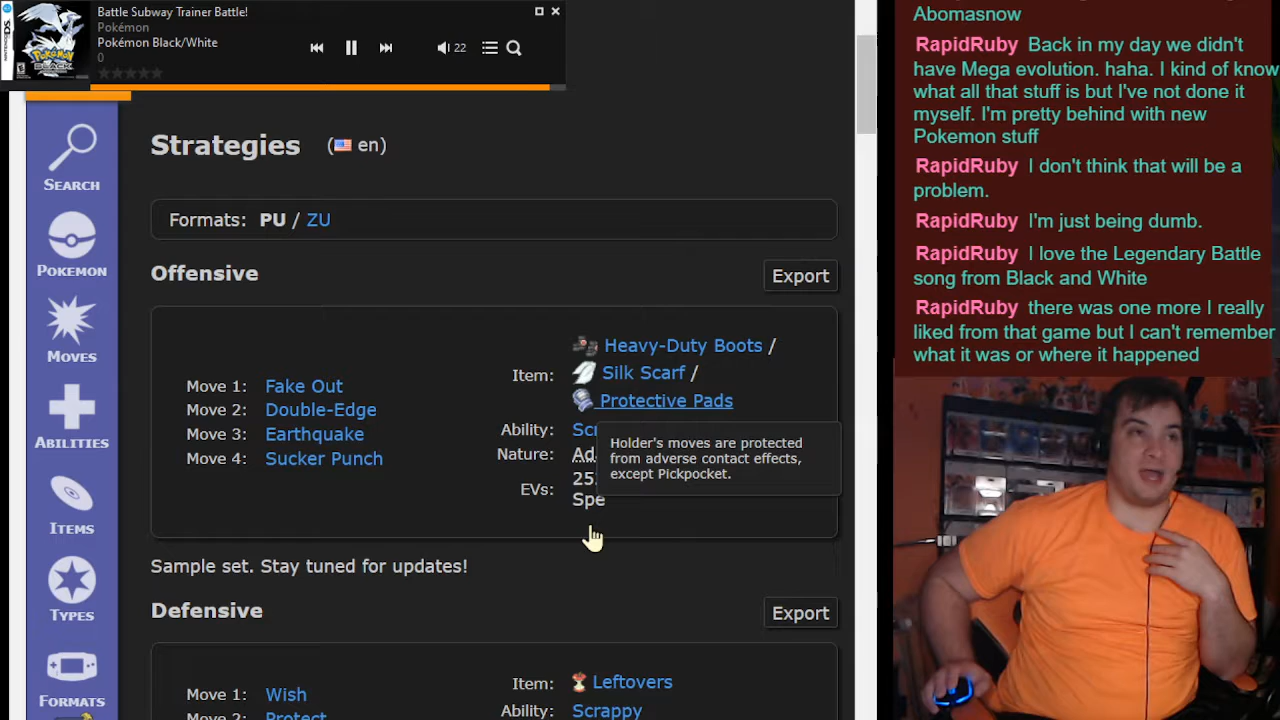 Battle Subway Trainer Battle!
Pokémon
Pokémon Black/White
0
22
Strategies (en)
Formats: PU / ZU
Offensive
Export
Move 1: Fake Out
Move 2: Double-Edge
Move 3: Earthquake
Move 4: Sucker Punch
Item: Heavy-Duty Boots /
Silk Scarf /
Protective Pads
Ability: Scr
Nature: Ad
EVs: 25
Spe
Holder's moves are protected
from adverse contact effects,
except Pickpocket.
Sample set. Stay tuned for updates!
Defensive
Export
Move 1: Wish
Move 2: Protect
Item: Leftovers
Ability: Scrappy
SEARCH
POKEMON
MOVES
ABILITIES
ITEMS
TYPES
FORMATS
Abomasnow
RapidRuby Back in my day we didn't
have Mega evolution. haha. I kind of know
what all that stuff is but I've not done it
myself. I'm pretty behind with new
Pokemon stuff
RapidRuby I don't think that will be a
problem.
RapidRuby I'm just being dumb.
RapidRuby I love the Legendary Battle
song from Black and White
RapidRuby there was one more I really
liked from that game but I can't remember
what it was or where it happened